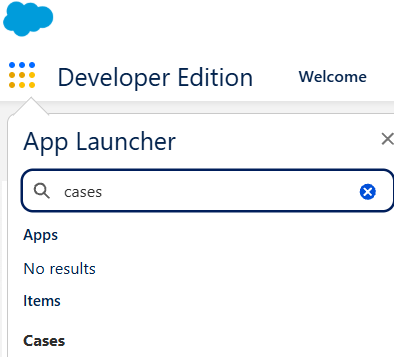 Developer Edition Welcome
App Launcher
cases
Apps
No results
Items
Cases